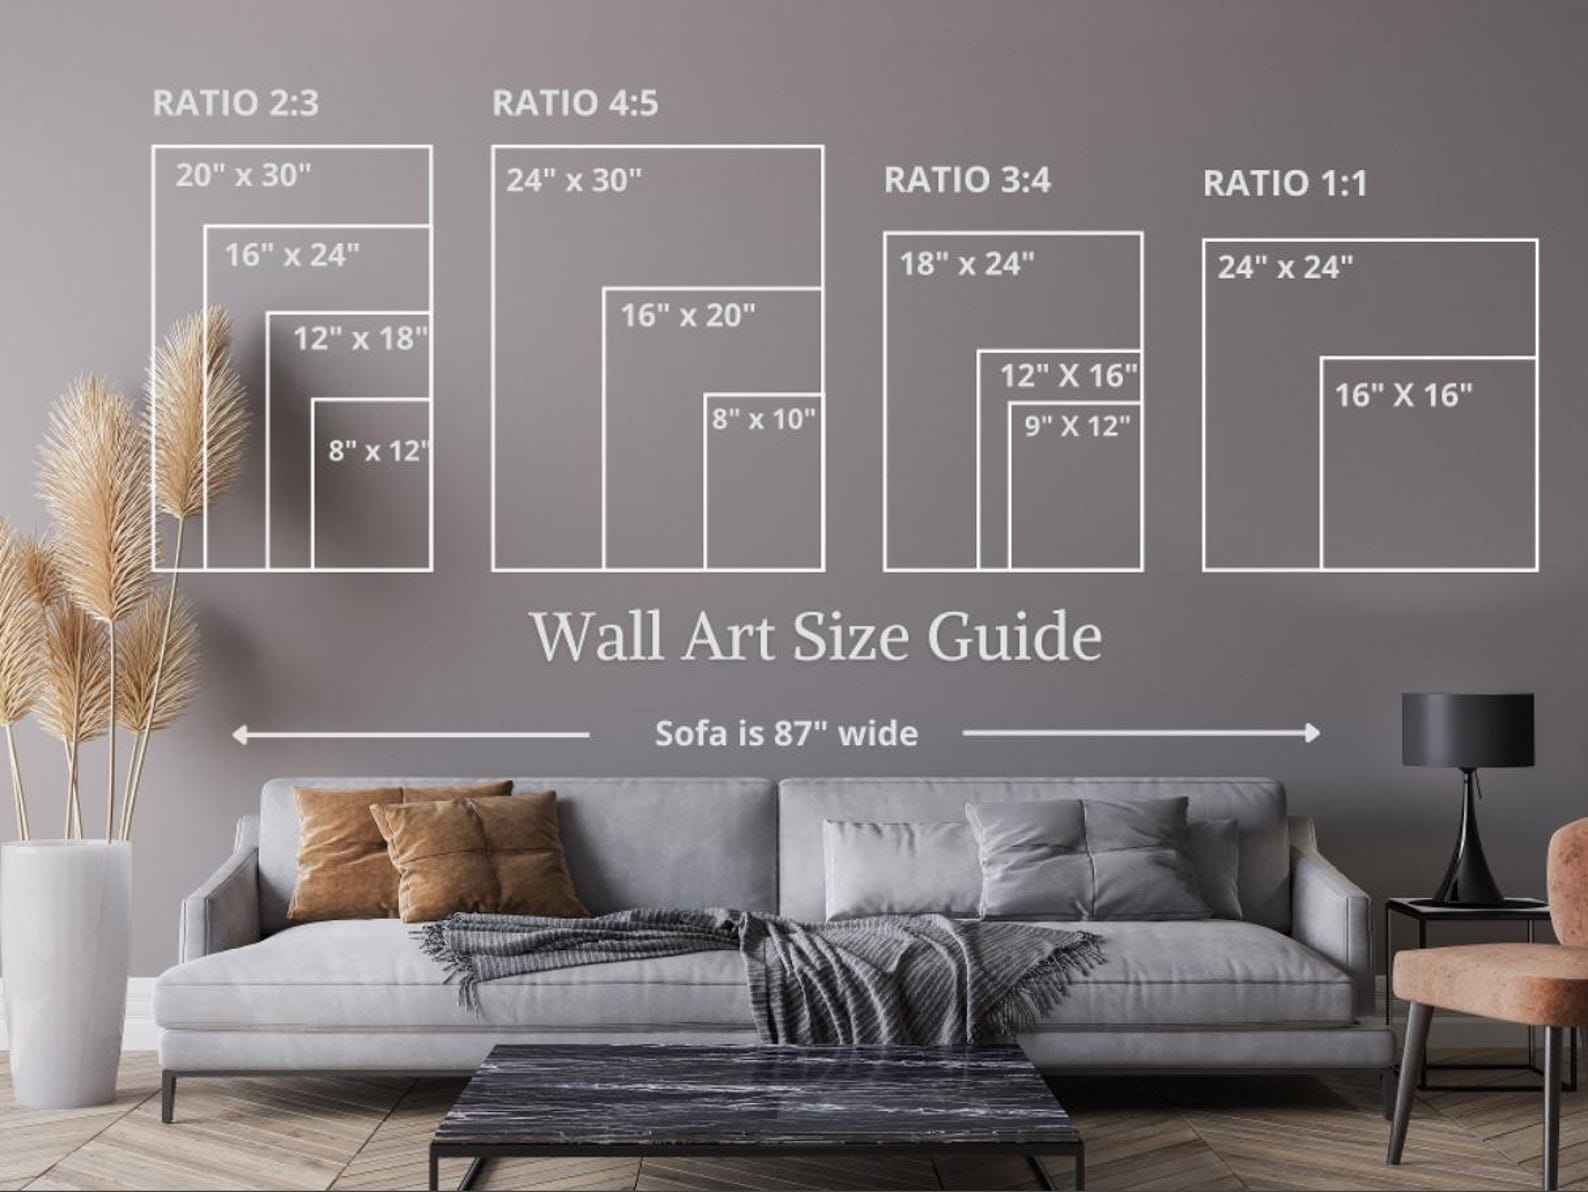 RATIO 2:3
20" x 30"
16" x 24"
12" x 18"
8" x 12"
RATIO 4:5
24" x 30"
16" x 20"
8" x 10"
RATIO 3:4
18" x 24"
12" X 16"
9" X 12"
RATIO 1:1
24" x 24"
16" X 16"
Wall Art Size Guide
Sofa is 87" wide